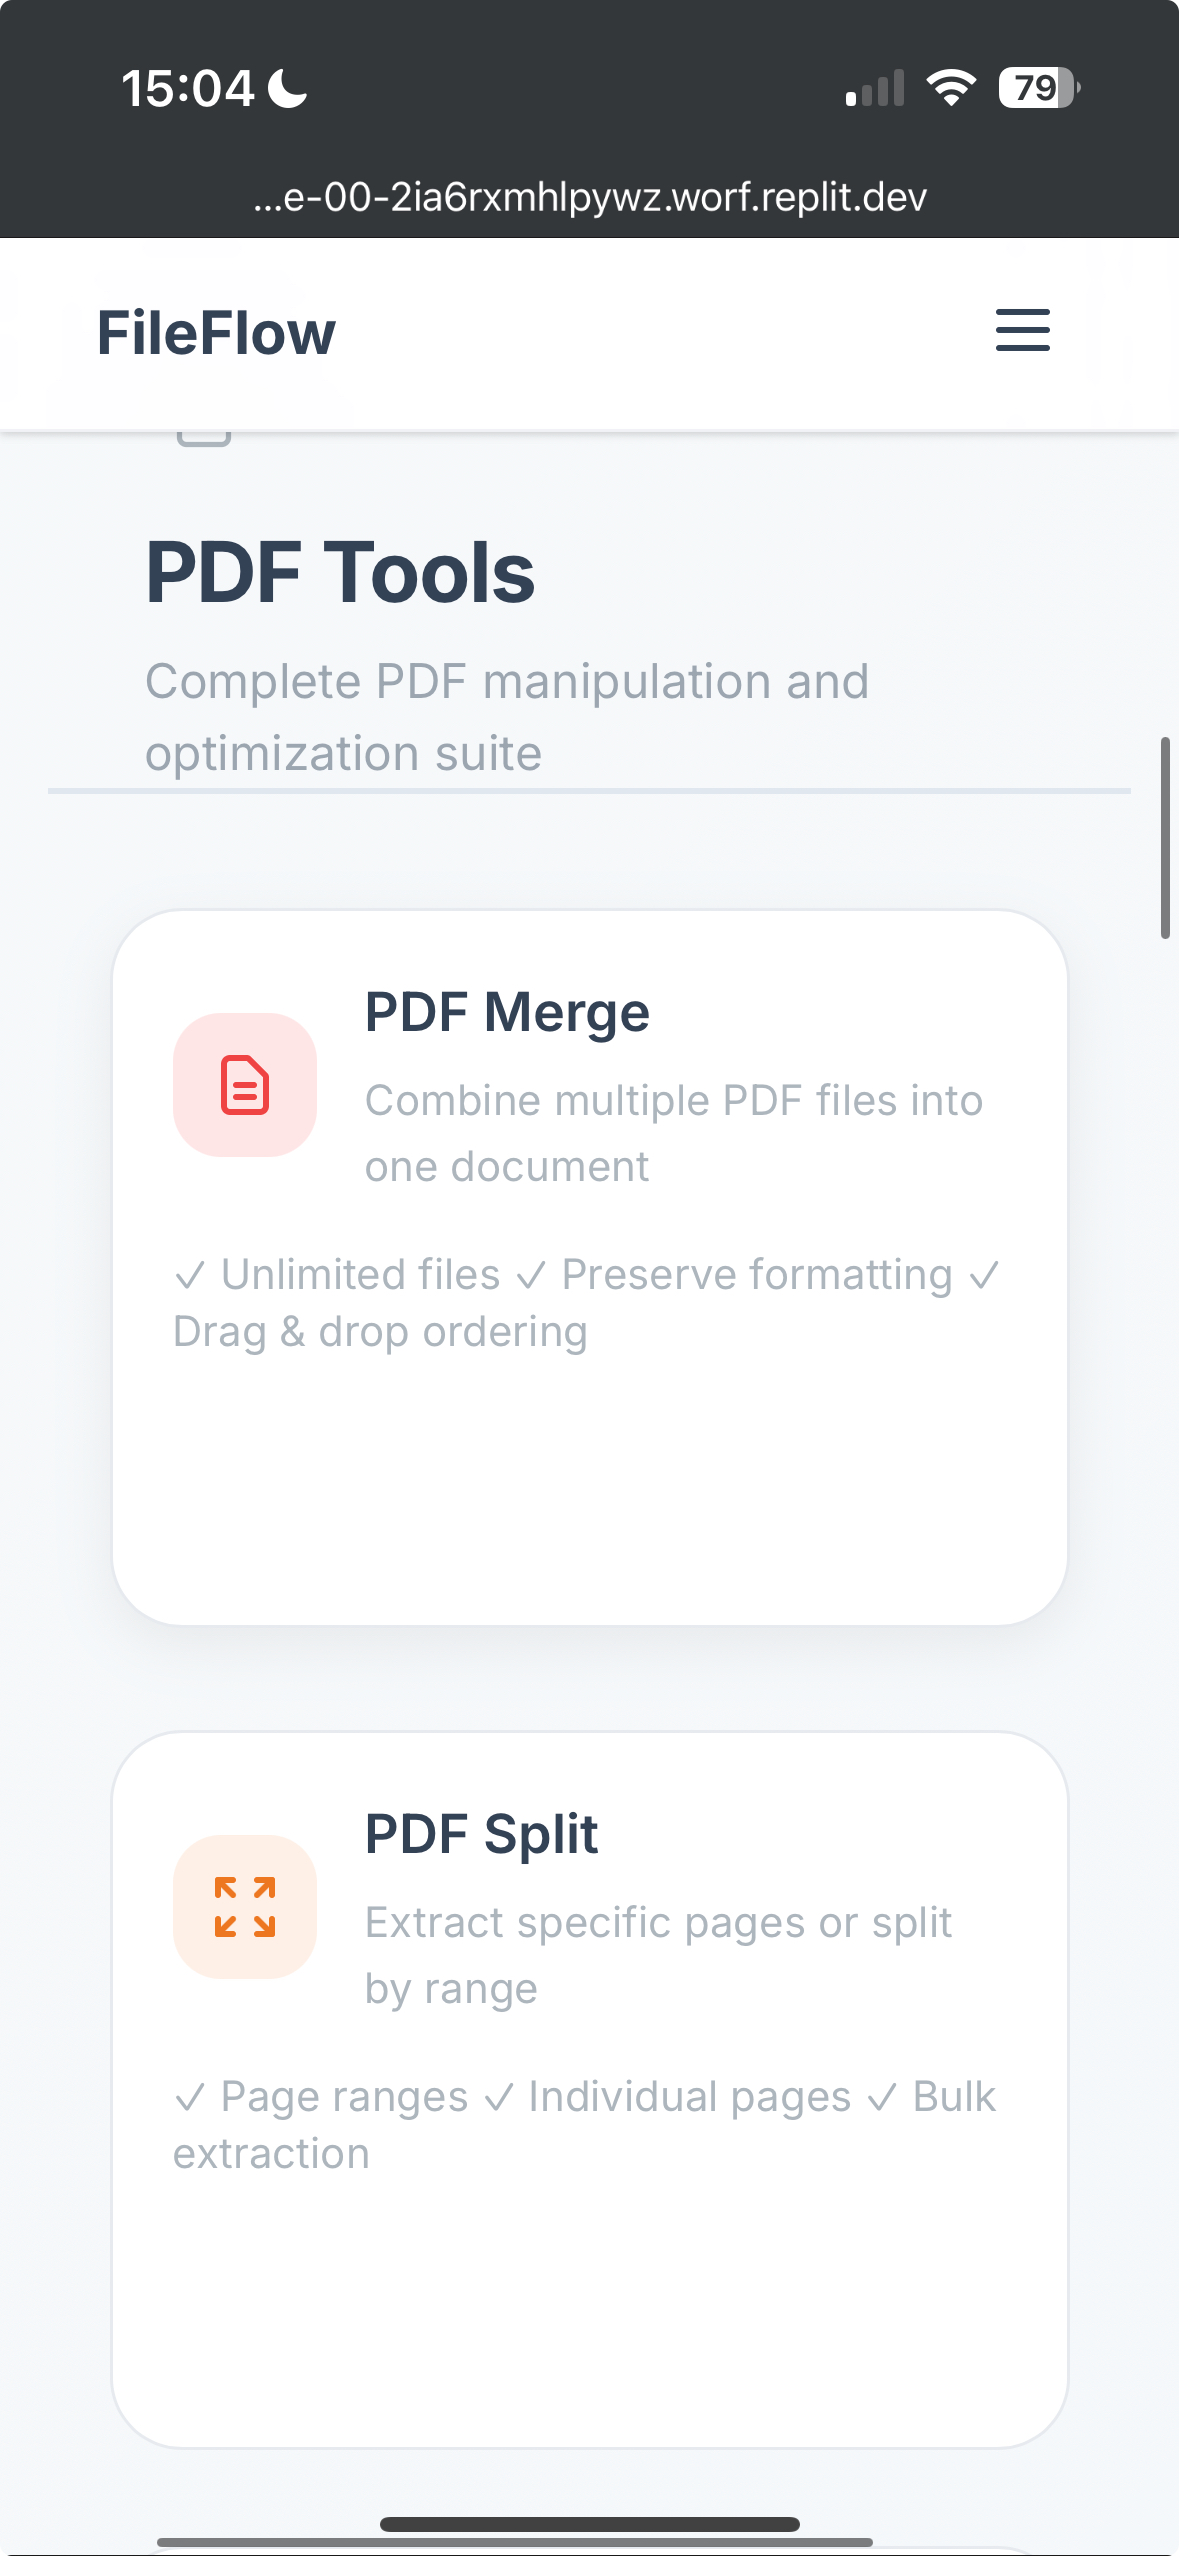 15:04
79
...e-00-2ia6rxmhlpywz.worf.replit.dev
FileFlow
PDF Tools
Complete PDF manipulation and
optimization suite
PDF Merge
Combine multiple PDF files into
one document
✓ Unlimited files ✓ Preserve formatting ✓
Drag & drop ordering
PDF Split
Extract specific pages or split
by range
✓ Page ranges ✓ Individual pages ✓ Bulk
extraction